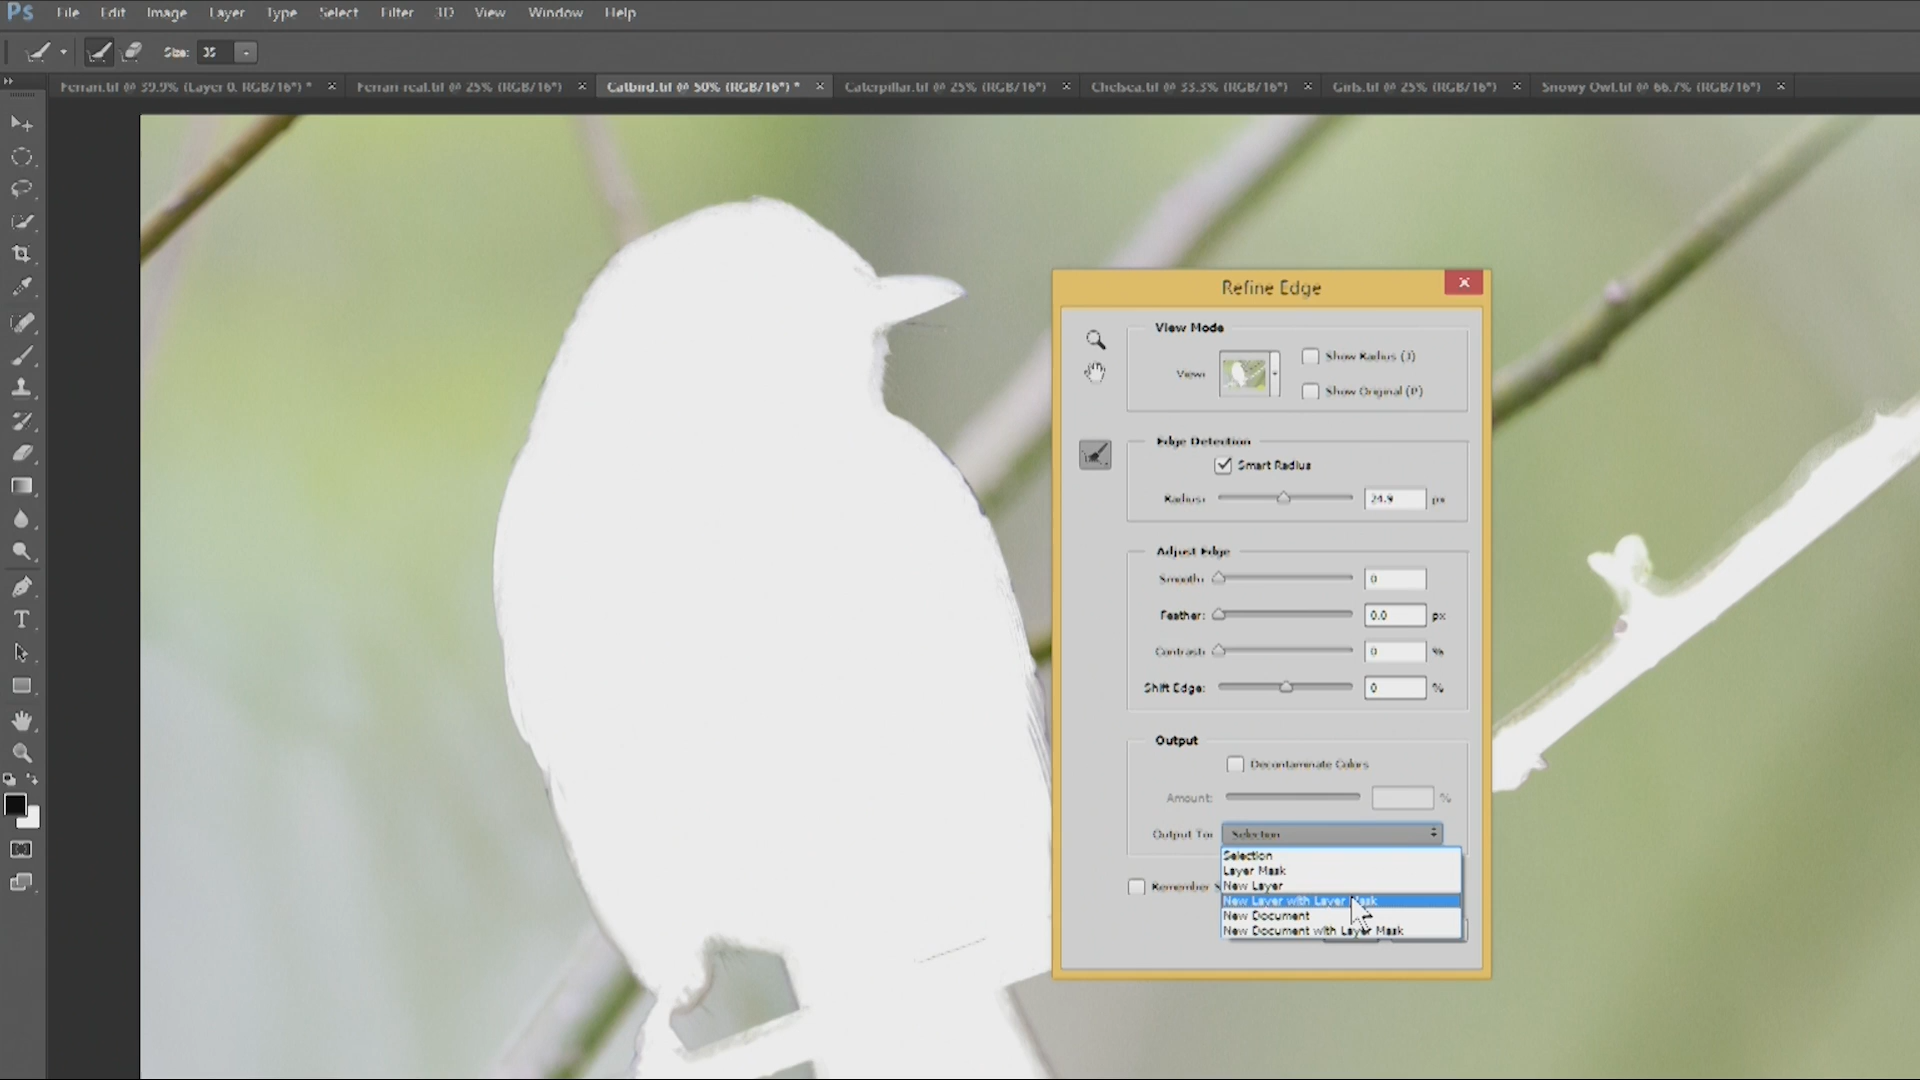 Ps File Edit Image Layer Type Select Filter 3D View Window Help
Size: 35
Ferrari.tif @ 39.9% (Layer 0, RGB/16*) * × Ferrari real.tif @ 25% (RGB/16*) × Catbird.tif @ 50% (RGB/16*) * × Caterpillar.tif @ 25% (RGB/16*) × Chelsea.tif @ 33.3% (RGB/16*) × Girls.tif @ 25% (RGB/16*) × Snowy Owl.tif @ 66.7% (RGB/16*) ×
Refine Edge
View Mode
View:
Show Radius (J)
Show Original (P)
Edge Detection
Smart Radius
Radius: 24.9 px
Adjust Edge
Smooth: 0
Feather: 0.0 px
Contrast: 0 %
Shift Edge: 0 %
Output
Decontaminate Colors
Amount: %
Output To: Selection
Selection
Layer Mask
New Layer
Remember
New Layer with Layer Mask
New Document
New Document with Layer Mask